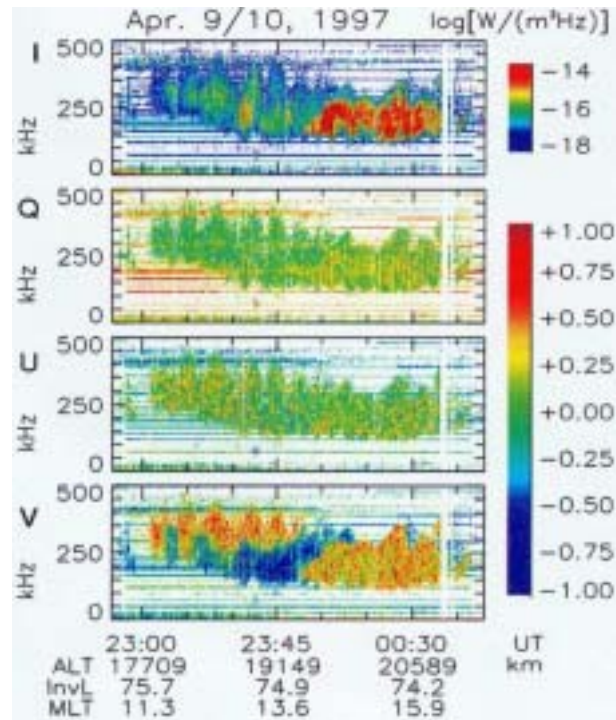 Apr. 9/10, 1997 log[W/(m²Hz)]
I
500
250
0
kHz
-14
-16
-18
Q
500
250
0
kHz
U
500
250
0
kHz
V
500
250
0
kHz
+1.00
+0.75
+0.50
+0.25
+0.00
-0.25
-0.50
-0.75
-1.00
23:00 23:45 00:30 UT
ALT 17709 19149 20589 km
InvL 75.7 74.9 74.2
MLT 11.3 13.6 15.9